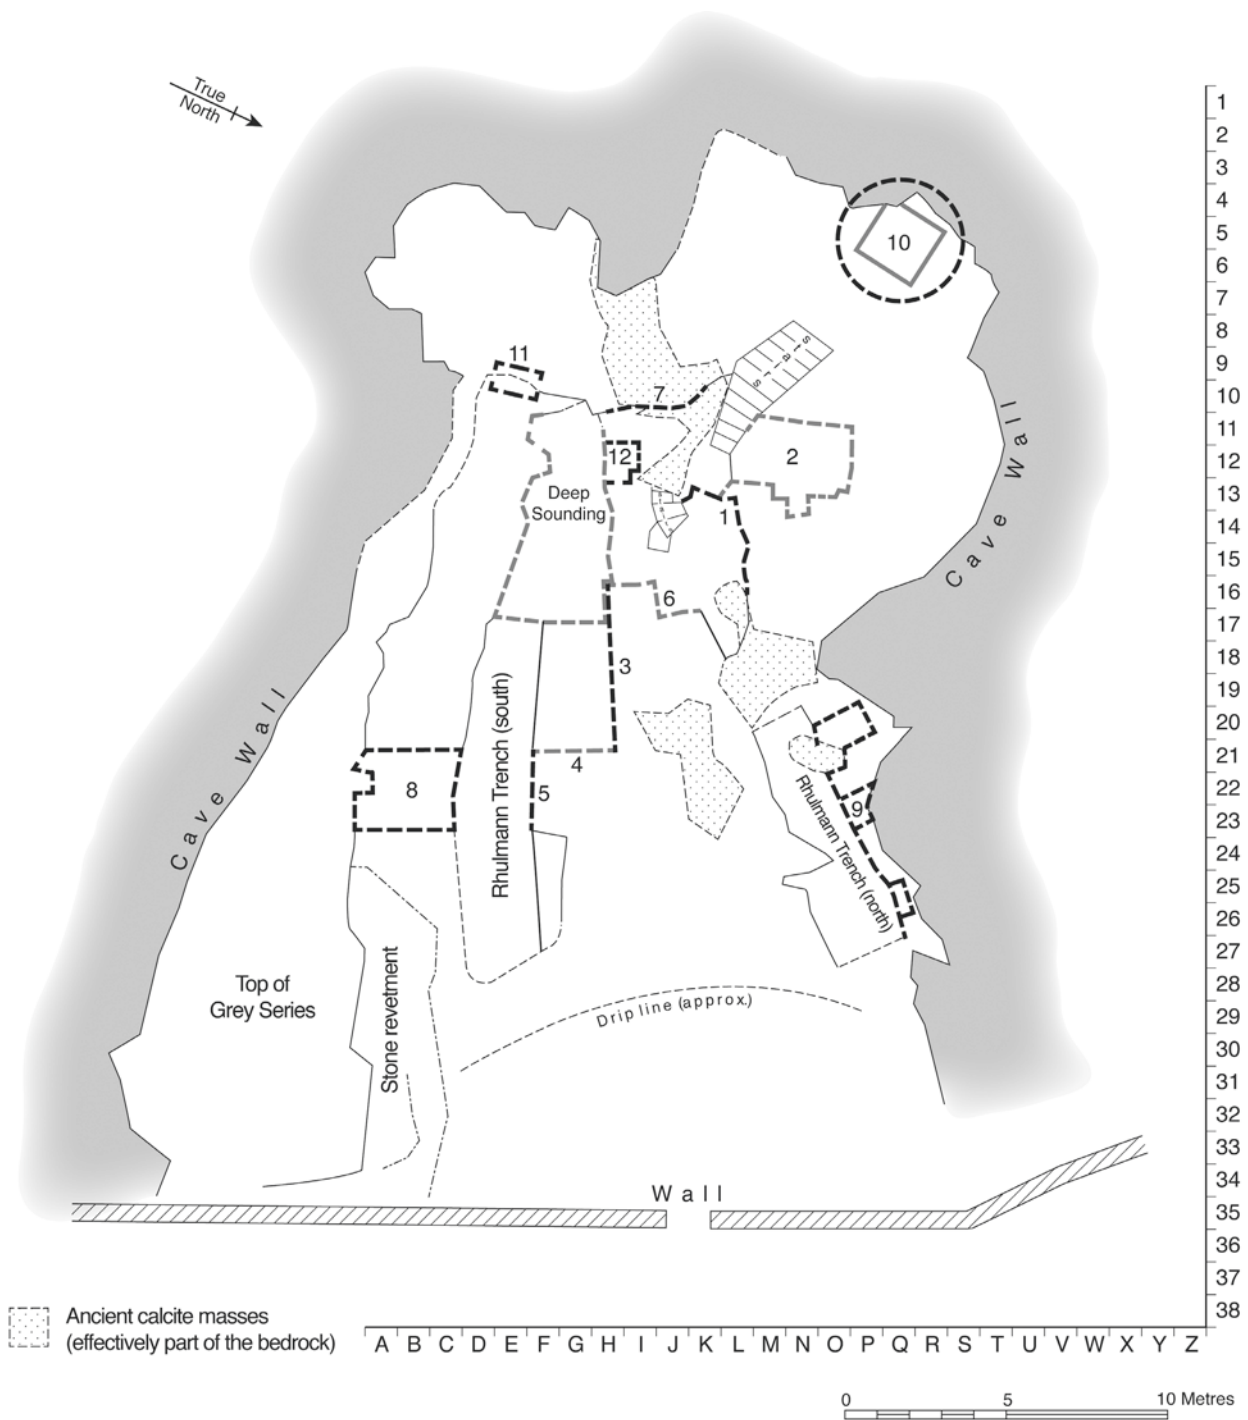 True
North
1
2
3
4
5
6
7
8
9
10
11
12
13
14
15
16
17
18
19
20
21
22
23
24
25
26
27
28
29
30
31
32
33
34
35
36
37
38
10
11
7
s a s
2
12
Deep
Sounding
1
6
3
Cave Wall
Cave Wall
Rhulmann Trench (south)
4
5
8
9
Rhulmann Trench (north)
Top of
Grey Series
Stone revetment
Drip line (approx.)
Wall
Ancient calcite masses
(effectively part of the bedrock)
A B C D E F G H I J K L M N O P Q R S T U V W X Y Z
0 5 10 Metres